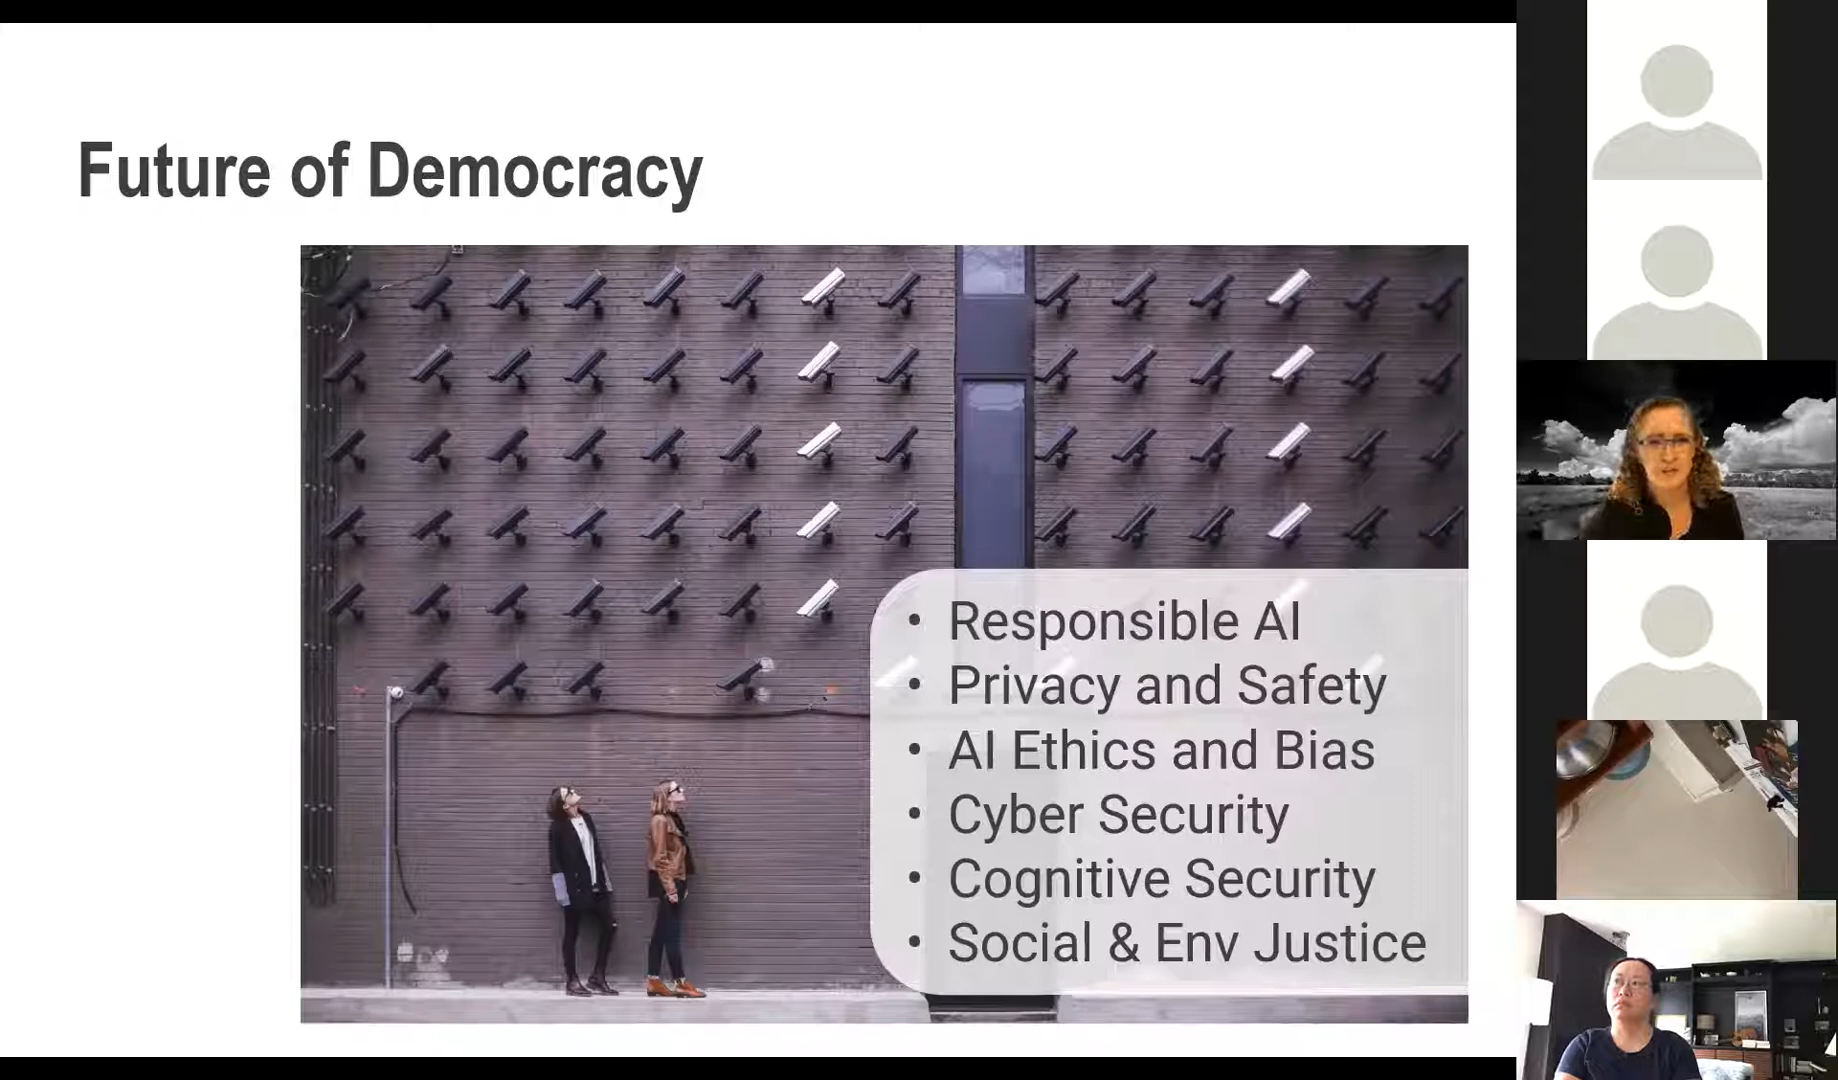 Future of Democracy
• Responsible AI
• Privacy and Safety
• AI Ethics and Bias
• Cyber Security
• Cognitive Security
• Social & Env Justice